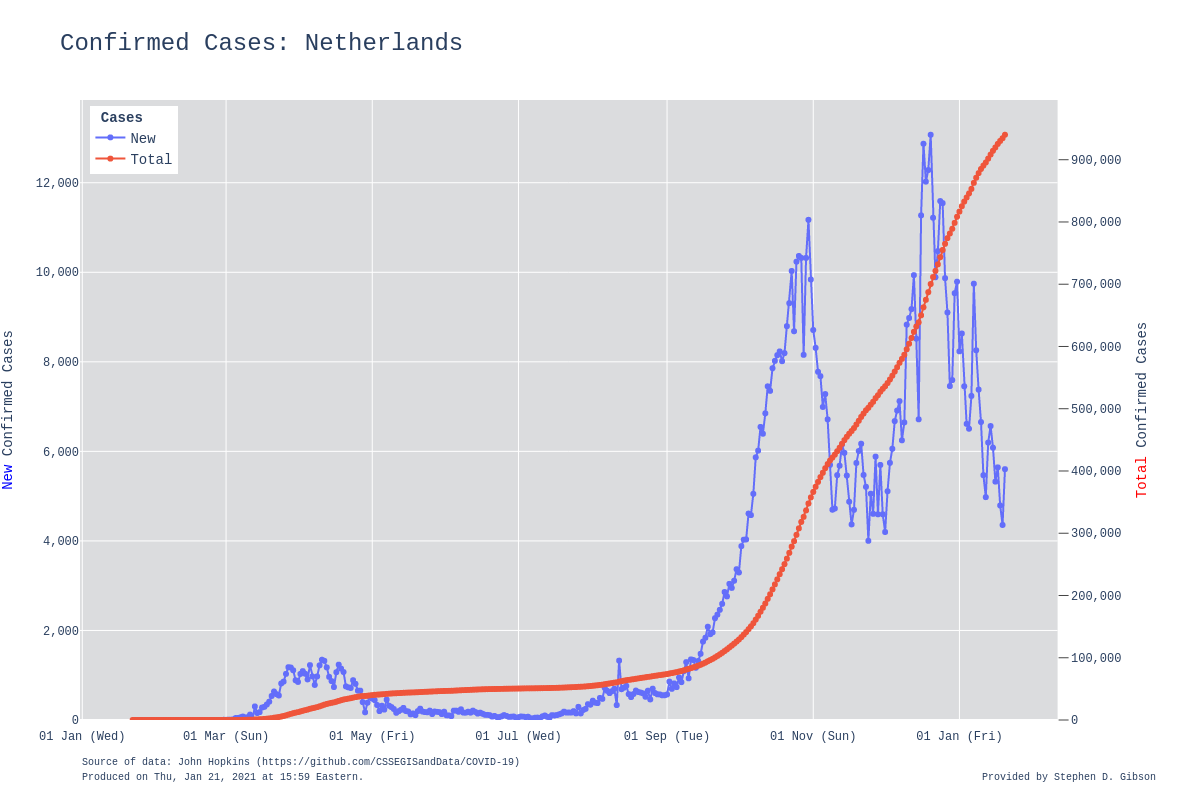 Confirmed Cases: Netherlands
Cases
New
Total
12,000
10,000
8,000
6,000
4,000
2,000
0
New Confirmed Cases
900,000
800,000
700,000
600,000
500,000
400,000
300,000
200,000
100,000
0
Total Confirmed Cases
01 Jan (Wed) 01 Mar (Sun) 01 May (Fri) 01 Jul (Wed) 01 Sep (Tue) 01 Nov (Sun) 01 Jan (Fri)
Source of data: John Hopkins (https://github.com/CSSEGISandData/COVID-19)
Produced on Thu, Jan 21, 2021 at 15:59 Eastern.
Provided by Stephen D. Gibson